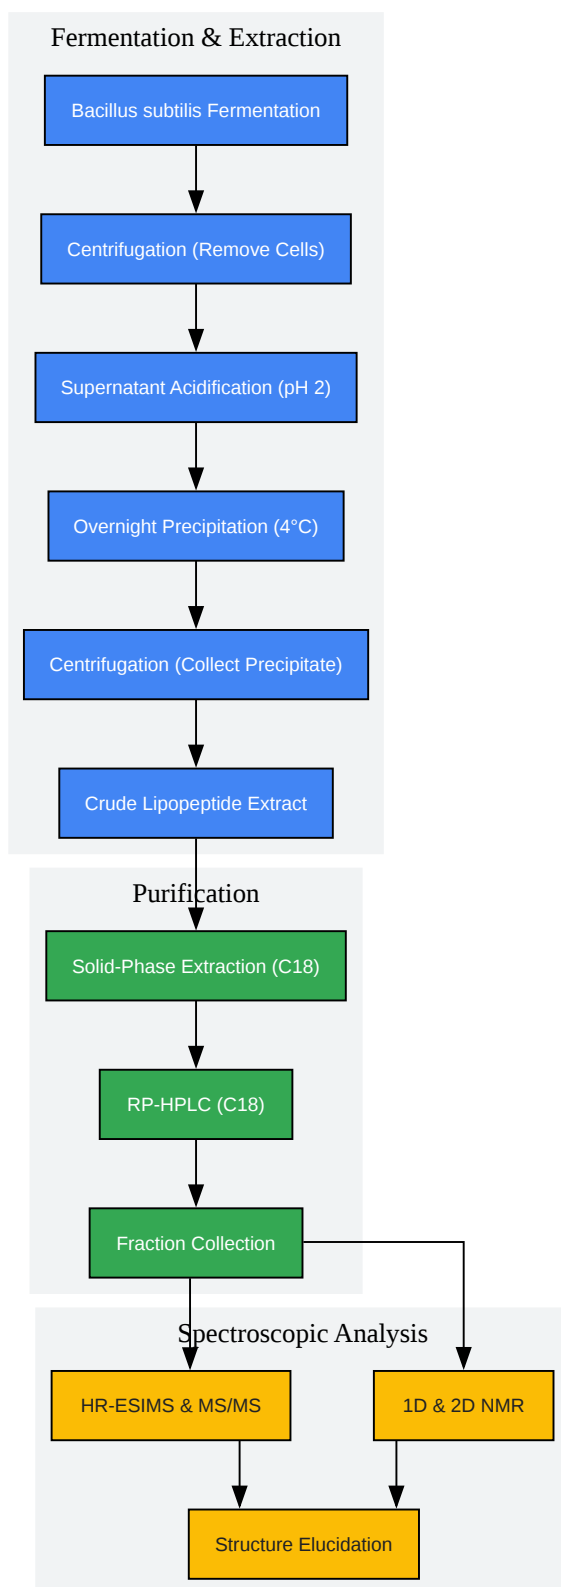 Fermentation & Extraction
Bacillus subtilis Fermentation
Centrifugation (Remove Cells)
Supernatant Acidification (pH 2)
Overnight Precipitation (4°C)
Centrifugation (Collect Precipitate)
Crude Lipopeptide Extract
Purification
Solid-Phase Extraction (C18)
RP-HPLC (C18)
Fraction Collection
Spectroscopic Analysis
HR-ESIMS & MS/MS
1D & 2D NMR
Structure Elucidation